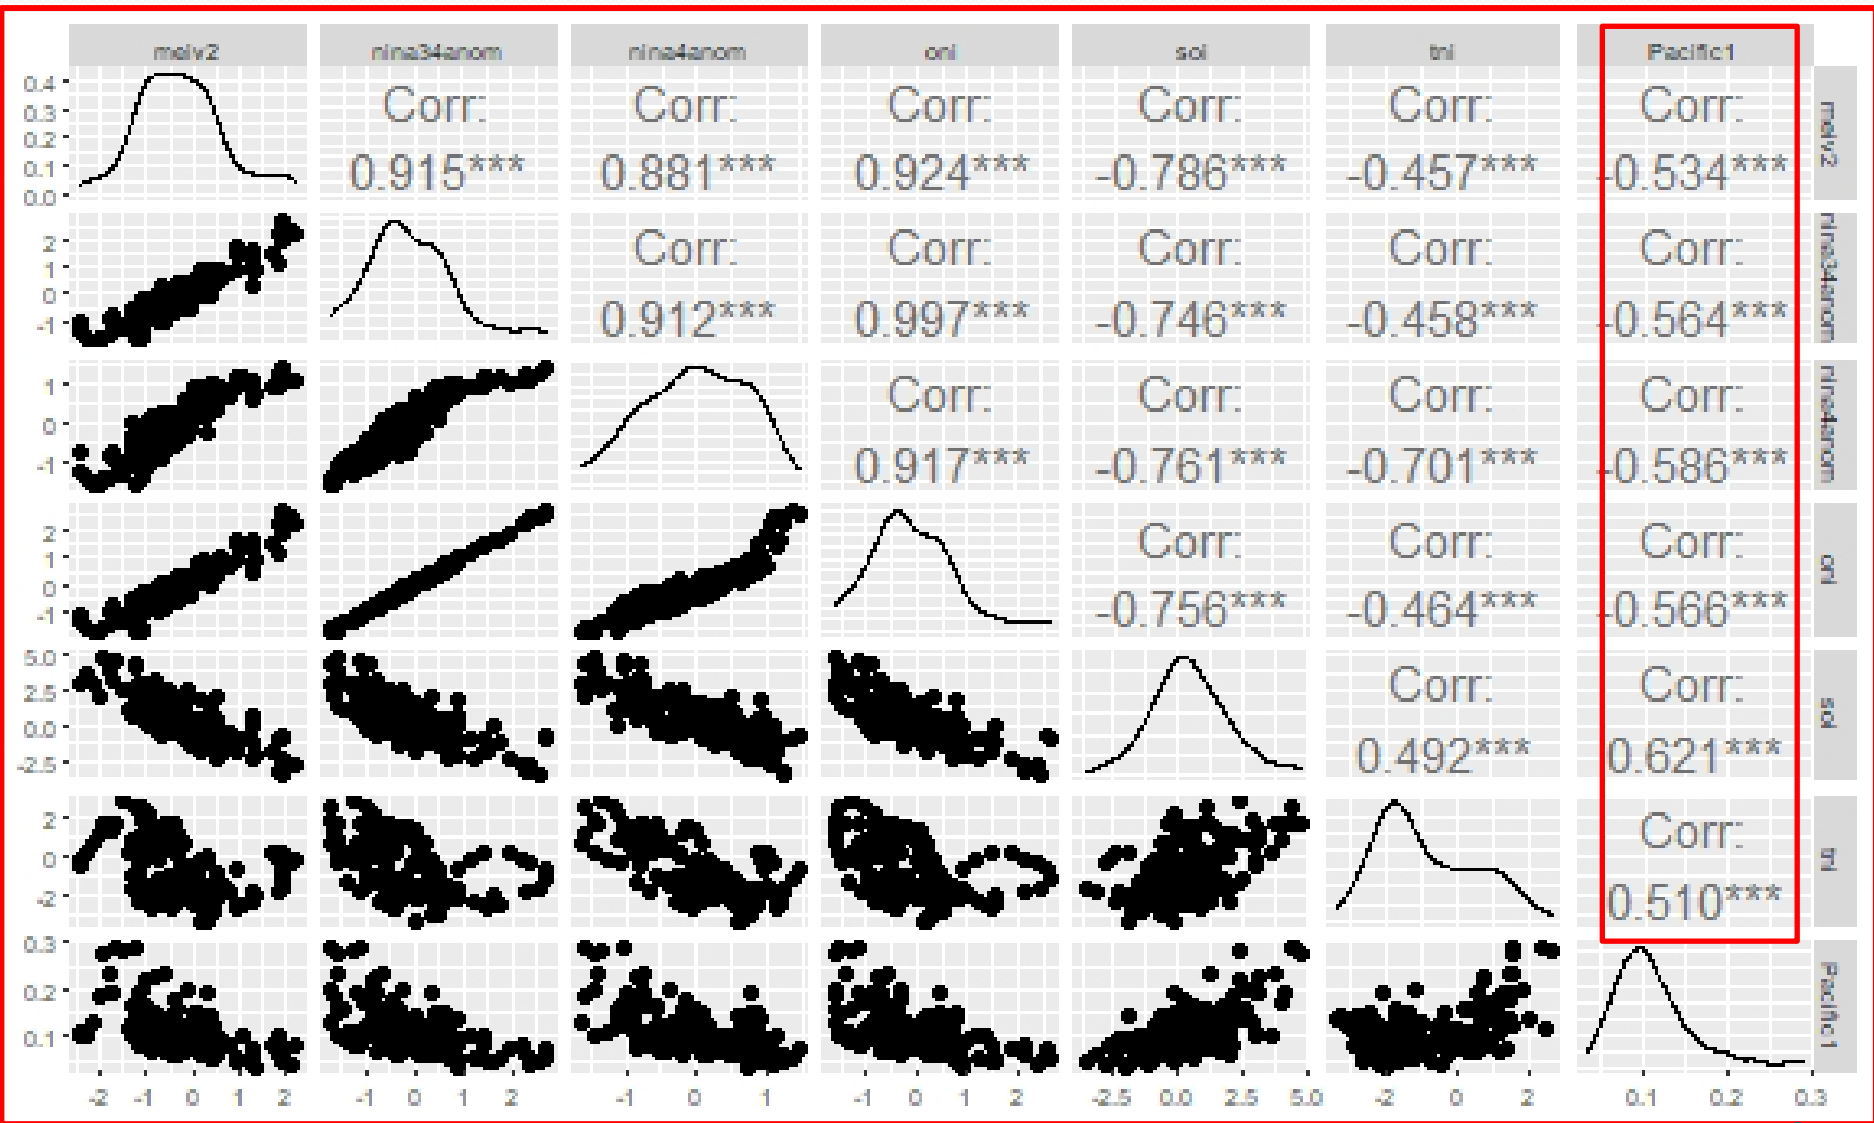 meiv2 nina34anom nina4anom oni soi tni Pacific1
0.4 0.3 0.2 0.1 0.0
Corr: Corr: Corr: Corr: Corr: Corr:
0.915*** 0.881*** 0.924*** -0.786*** -0.457*** -0.534***
meiv2
2 1 0 -1
Corr: Corr: Corr: Corr: Corr:
0.912*** 0.997*** -0.746*** -0.458*** -0.564***
nina34anom
1 0 -1
Corr: Corr: Corr: Corr:
0.917*** -0.761*** -0.701*** -0.586***
nina4anom
2 1 0 -1
Corr: Corr: Corr:
-0.756*** -0.464*** -0.566***
oni
5.0 2.5 0.0 -2.5
Corr: Corr:
0.492*** 0.621***
soi
2 0 -2
Corr:
0.510***
tni
0.3 0.2 0.1
Pacific1
-2 -1 0 1 2 -1 0 1 2 -1 0 1 -1 0 1 2 -2.5 0.0 2.5 5.0 -2 0 2 0.1 0.2 0.3